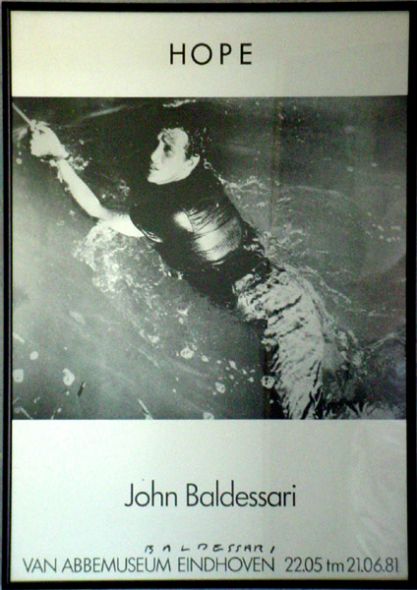 HOPE
John Baldessari
BALDESSARI
VAN ABBEMUSEUM EINDHOVEN 22.05 tm 21.06.81